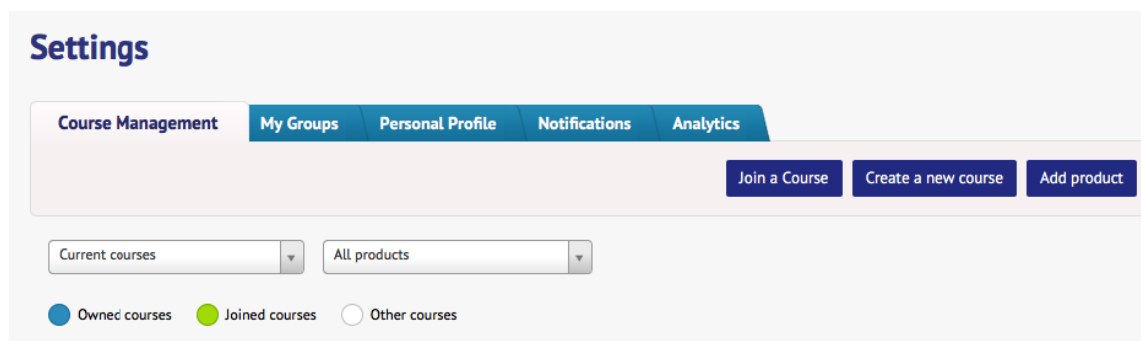 Settings
Course Management My Groups Personal Profile Notifications Analytics
Join a Course Create a new course Add product
Current courses All products
Owned courses Joined courses Other courses